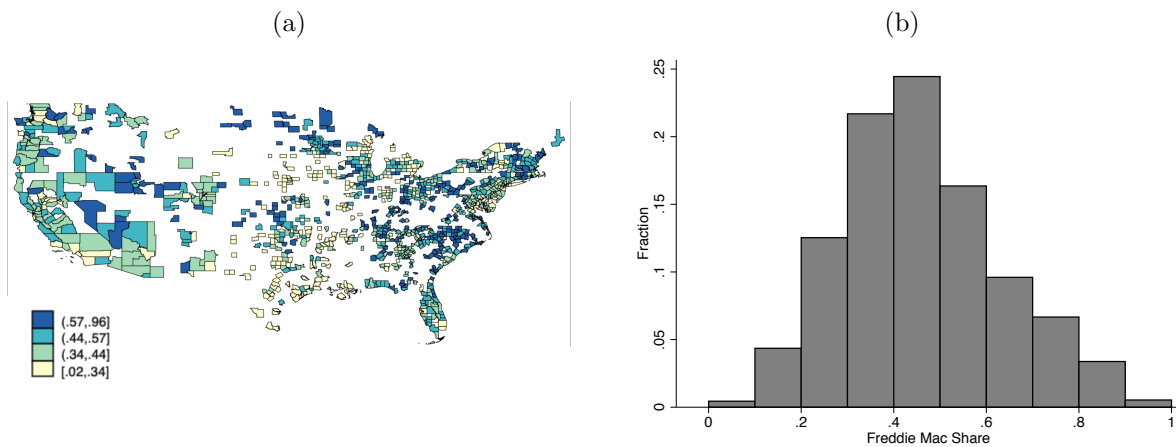 (a)
(.57,.96]
(.44,.57]
(.34,.44]
[.02,.34]
(b)
Fraction
.25
.2
.15
.1
.05
0
0 .2 .4 .6 .8 1
Freddie Mac Share